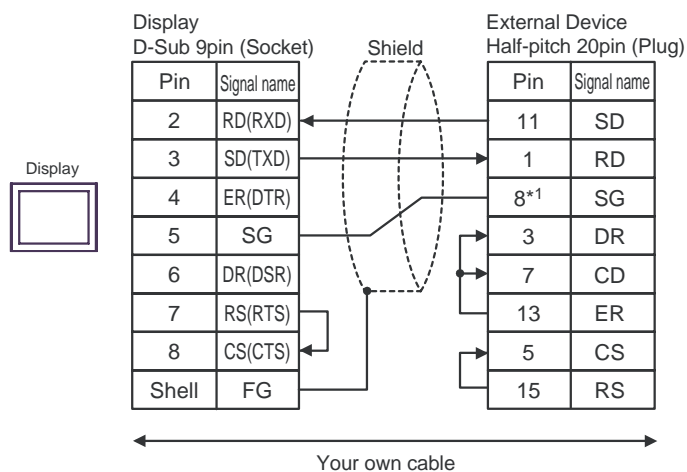 Display
D-Sub 9pin (Socket)
Shield
External Device
Half-pitch 20pin (Plug)
Display
Pin Signal name
2 RD(RXD)
3 SD(TXD)
4 ER(DTR)
5 SG
6 DR(DSR)
7 RS(RTS)
8 CS(CTS)
Shell FG
Pin Signal name
11 SD
1 RD
8*1 SG
3 DR
7 CD
13 ER
5 CS
15 RS
Your own cable